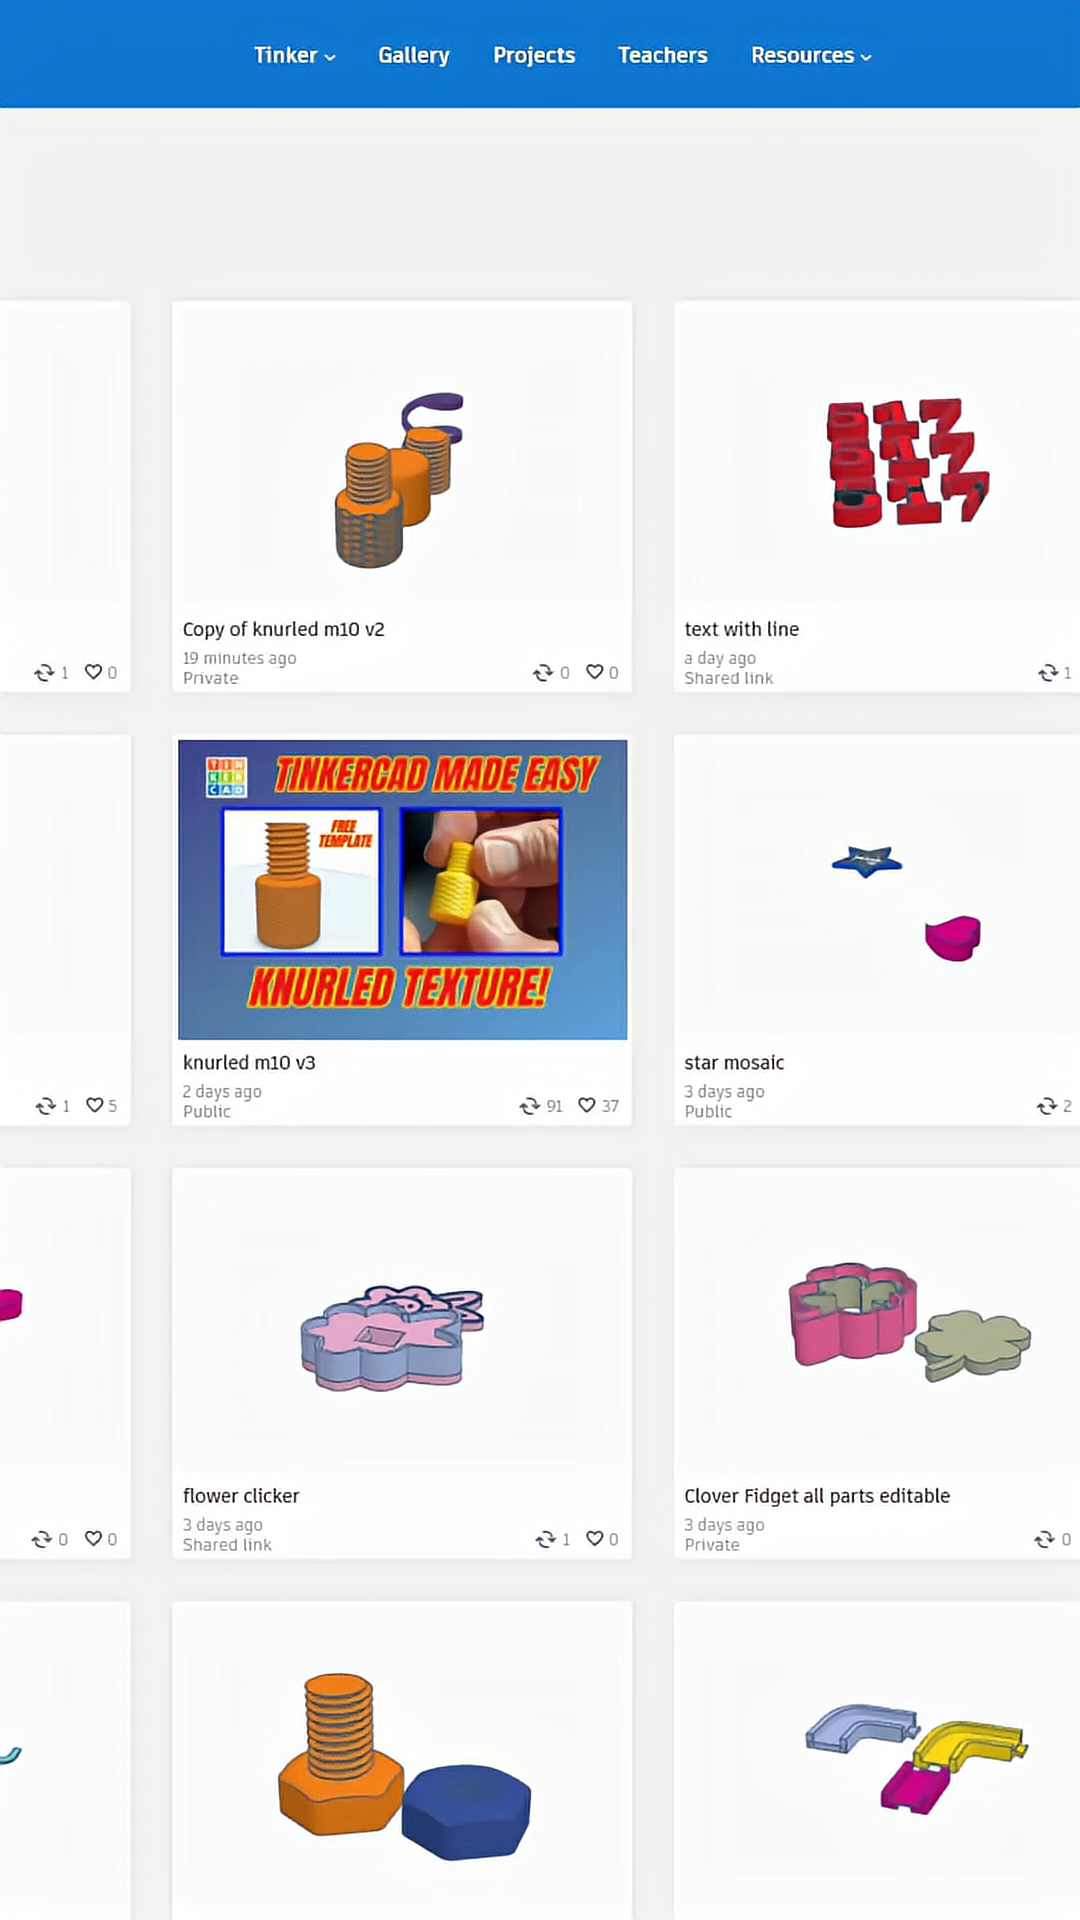 Tinker Gallery Projects Teachers Resources
Copy of knurled m10 v2
19 minutes ago
Private
0 0
text with line
a day ago
Shared link
1
1 0
TIN
KER
CAD
TINKERCAD MADE EASY
FREE
TEMPLATE
KNURLED TEXTURE!
knurled m10 v3
2 days ago
Public
91 37
star mosaic
3 days ago
Public
2
1 5
flower clicker
3 days ago
Shared link
1 0
Clover Fidget all parts editable
3 days ago
Private
0
0 0